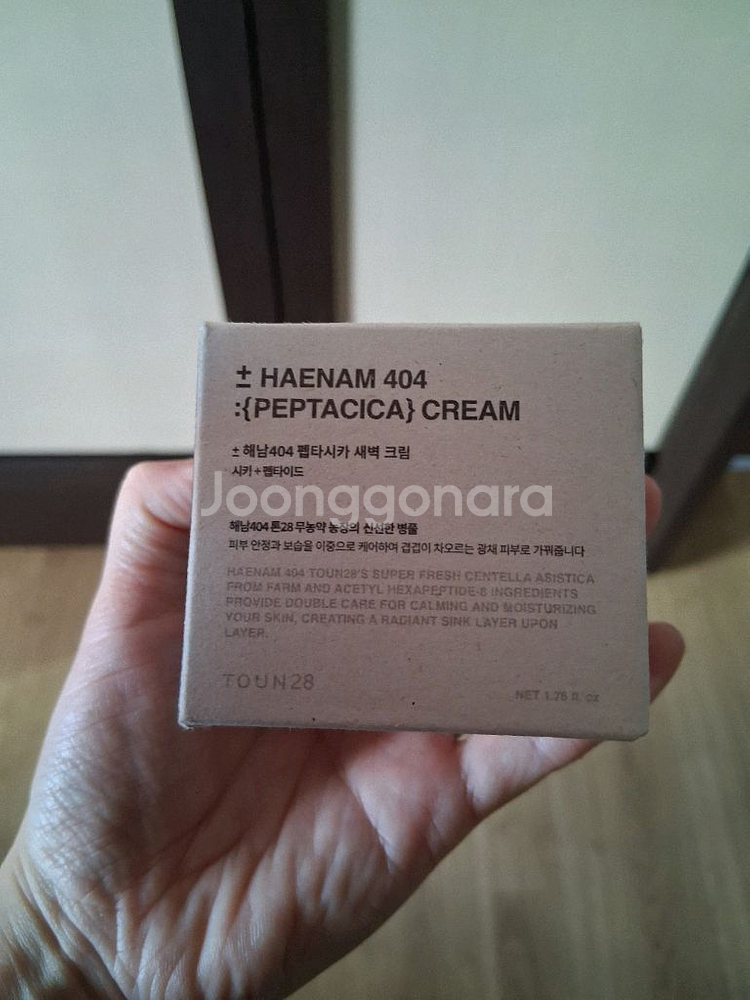 ± HAENAM 404
:{PEPTACICA} CREAM
± 해남404 펩타시카 새벽 크림
시카+펩타이드
Joonggonara
해남404 톤28 무농약 농장의 신선한 병풀
피부 안정과 보습을 이중으로 케어하여 겹겹이 차오르는 광채 피부로 가꿔줍니다
HAENAM 404 TOUN28'S SUPER FRESH CENTELLA ASISTICA
FROM FARM AND ACETYL HEXAPEPTIDE-8 INGREDIENTS
PROVIDE DOUBLE CARE FOR CALMING AND MOISTURIZING
YOUR SKIN, CREATING A RADIANT SINK LAYER UPON
LAYER.
TOUN28
NET 1.76 fl. oz